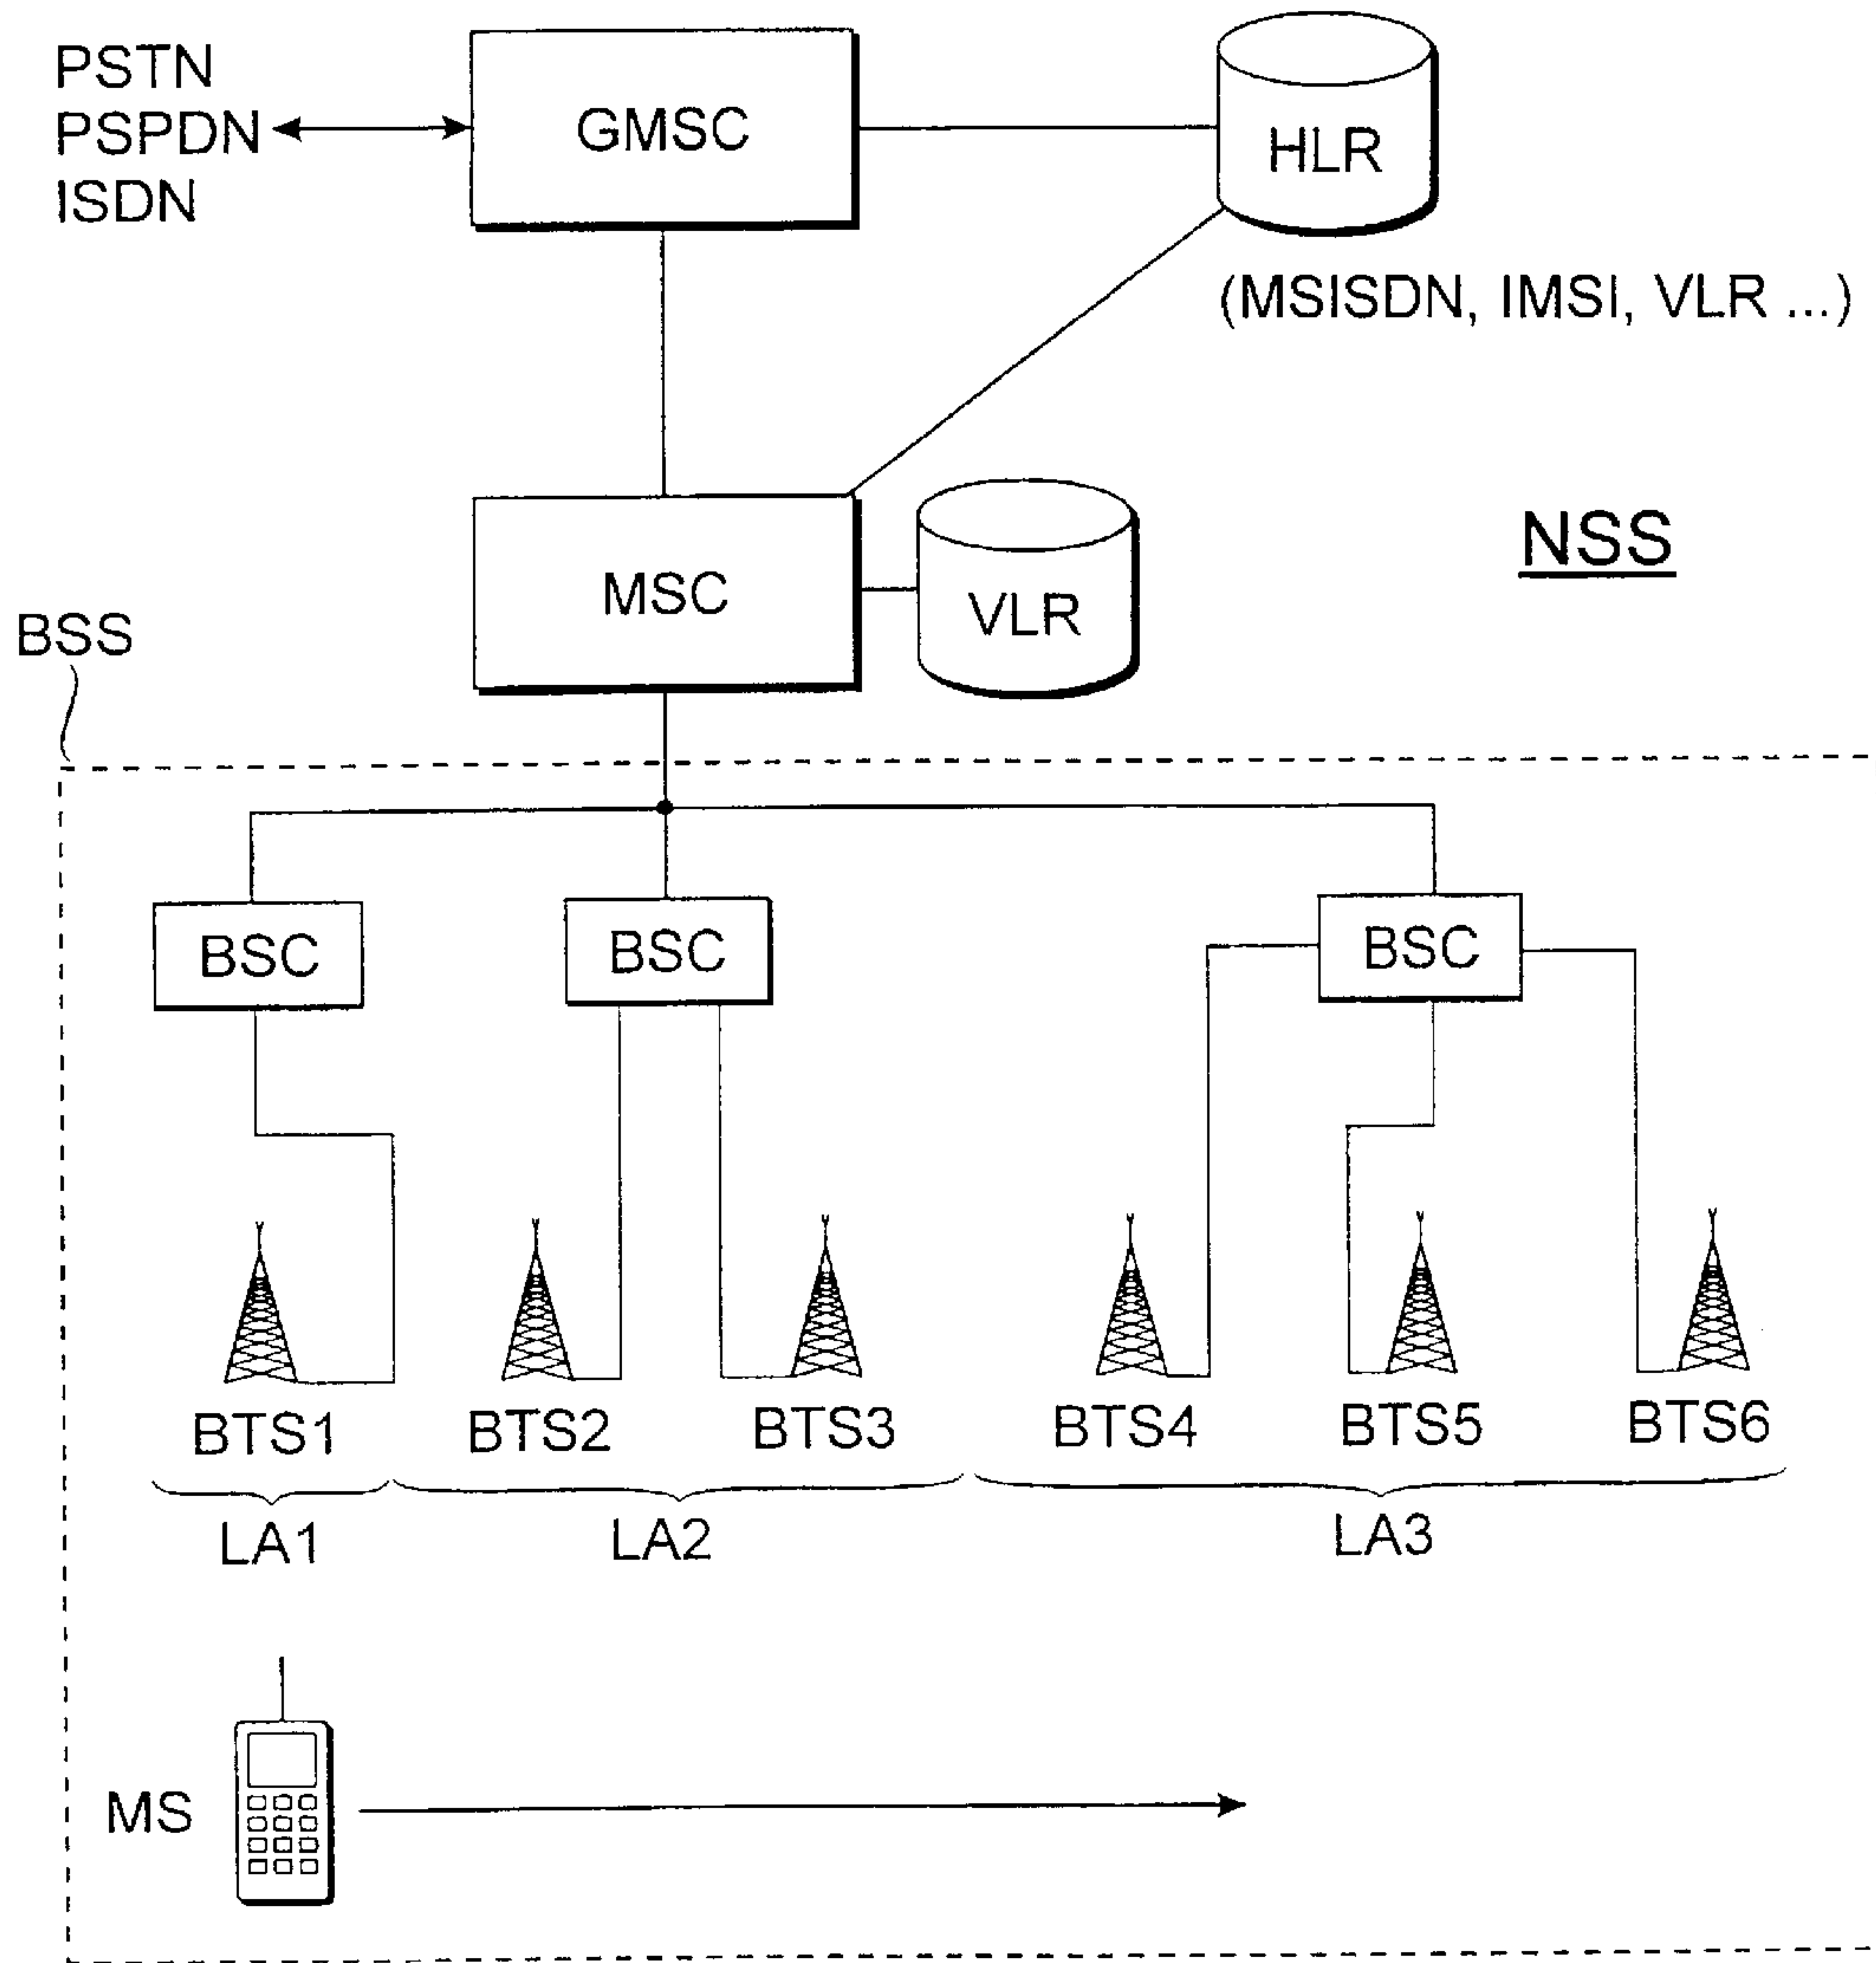 PSTN
PSPDN
ISDN
GMSC
HLR
(MSISDN, IMSI, VLR ...)
NSS
MSC
VLR
BSS
BSC
BSC
BSC
BTS1
BTS2
BTS3
BTS4
BTS5
BTS6
LA1
LA2
LA3
MS